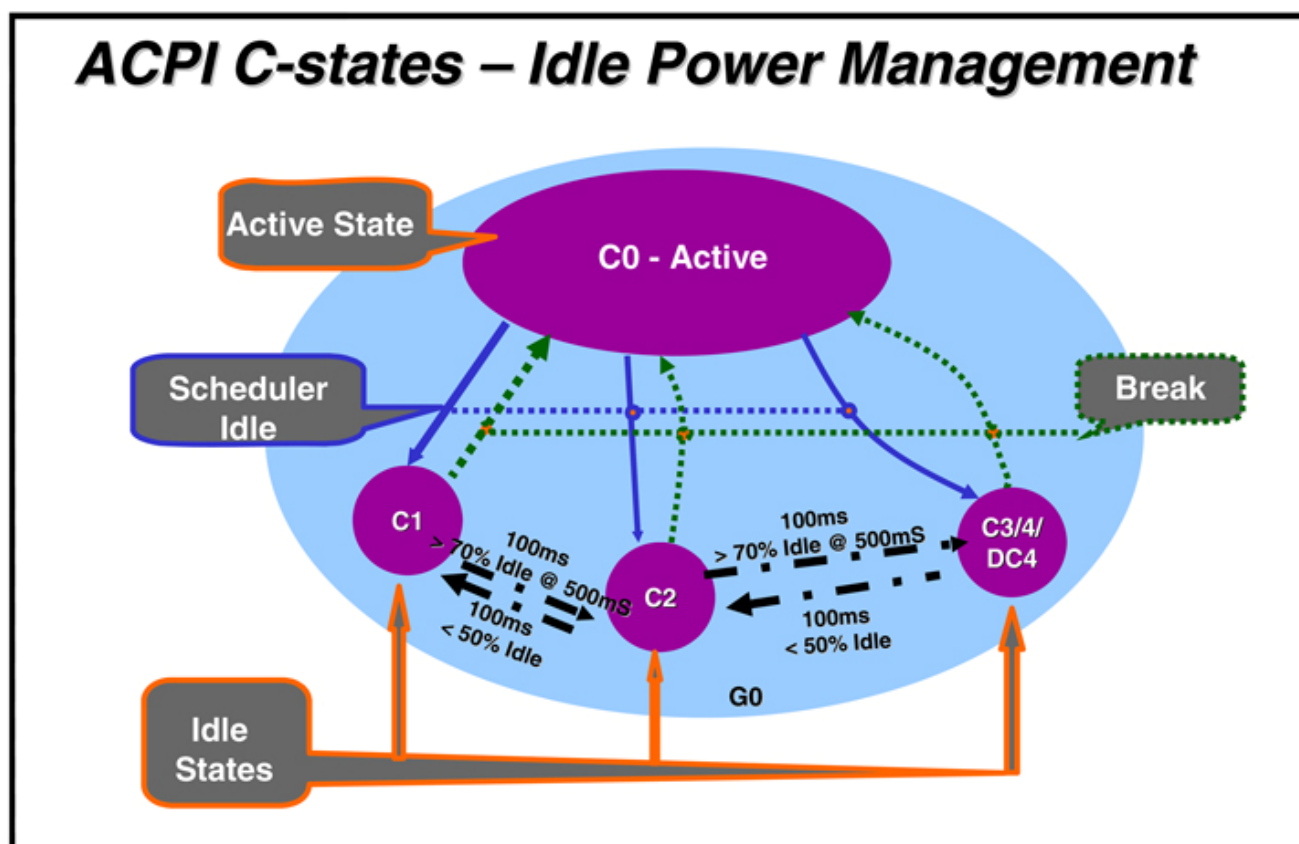 ACPI C-states – Idle Power Management
Active State
C0 - Active
Scheduler
Idle
Break
C1
100ms
> 70% Idle @ 500mS
100ms
< 50% Idle
C2
100ms
> 70% Idle @ 500mS
100ms
< 50% Idle
C3/4/
DC4
G0
Idle
States